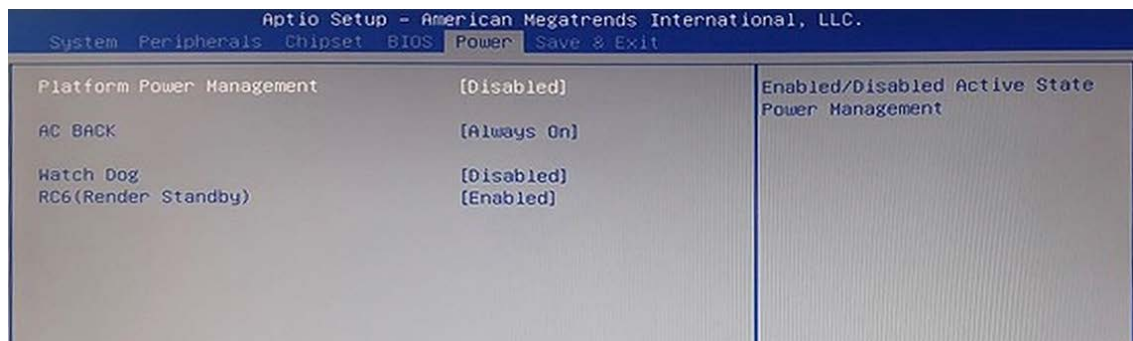 Aptio Setup - American Megatrends International, LLC.
System Peripherals Chipset BIOS Power Save & Exit
Platform Power Management [Disabled]
AC BACK [Always On]
Watch Dog [Disabled]
RC6(Render Standby) [Enabled]
Enabled/Disabled Active State
Power Management